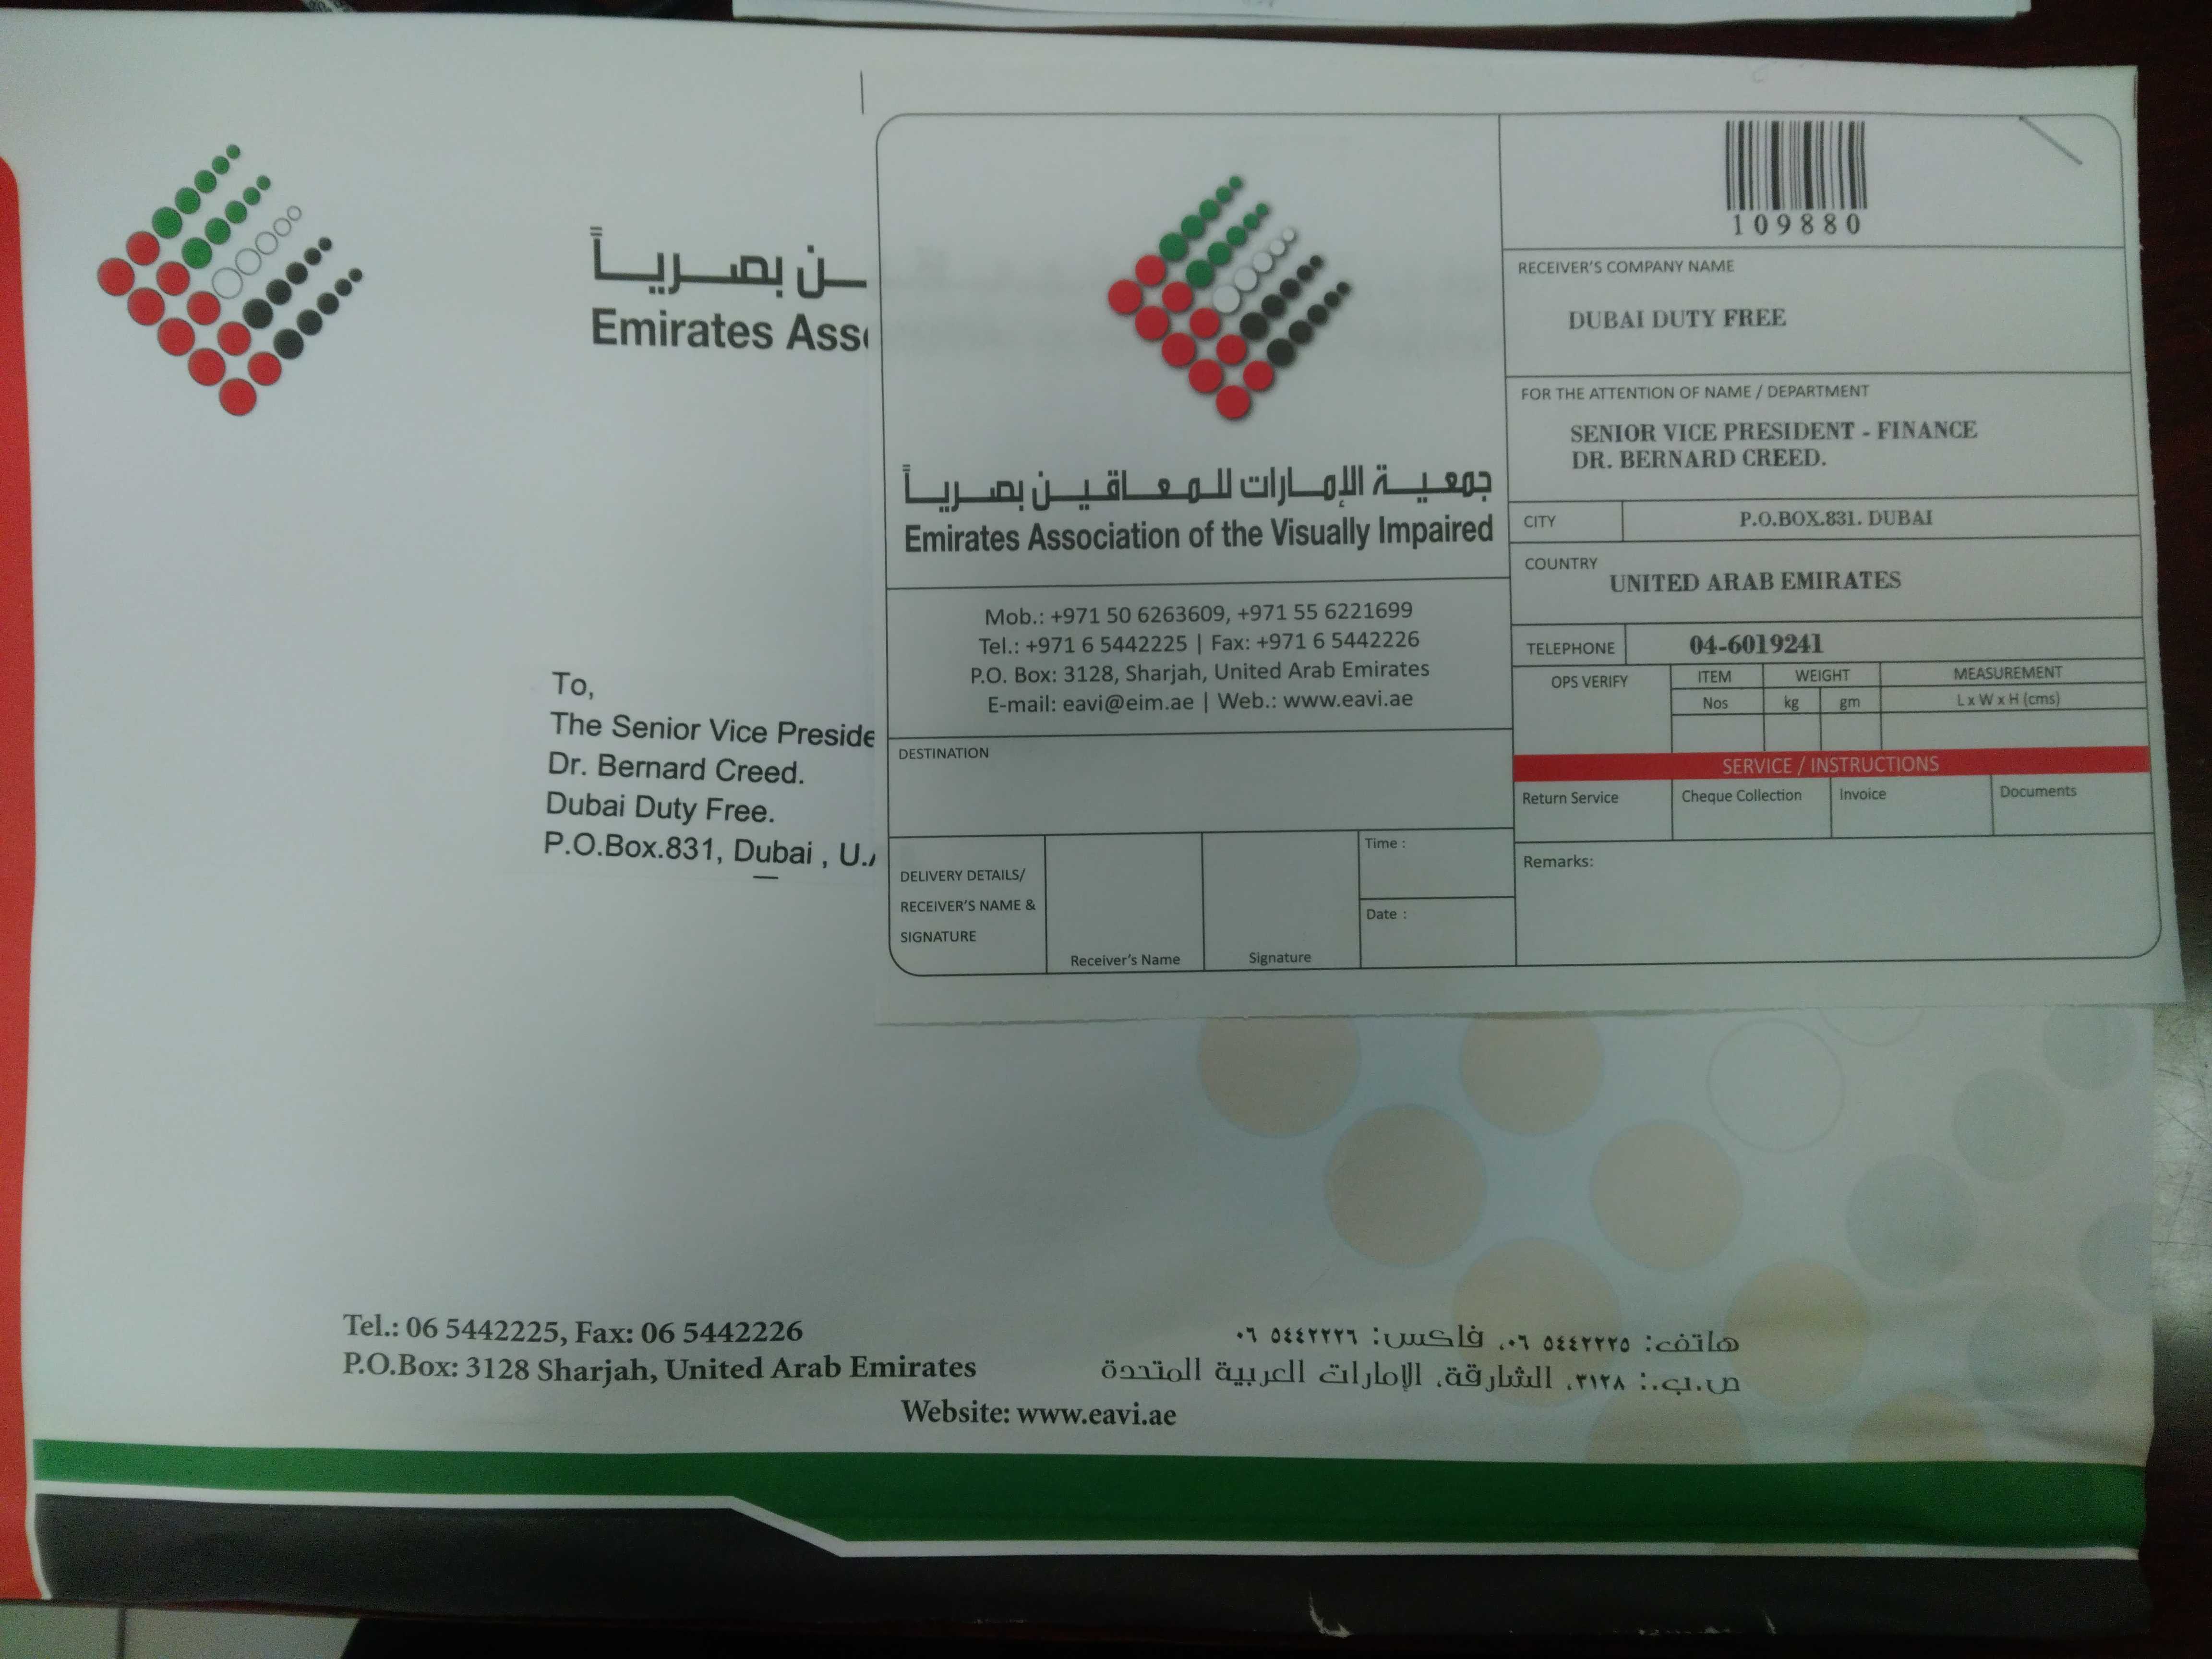 ـن بصريـاً
Emirates Ass
To,
The Senior Vice Preside
Dr. Bernard Creed.
Dubai Duty Free.
P.O.Box.831, Dubai , U.
جمعيـة الإمـارات للمـعـاقـيـن بصريـاً
Emirates Association of the Visually Impaired
Mob.: +971 50 6263609, +971 55 6221699
Tel.: +971 6 5442225 | Fax: +971 6 5442226
P.O. Box: 3128, Sharjah, United Arab Emirates
E-mail: eavi@eim.ae | Web.: www.eavi.ae
DESTINATION
DELIVERY DETAILS/
RECEIVER'S NAME &
SIGNATURE
Receiver's Name
Signature
Time :
Date :
109880
RECEIVER'S COMPANY NAME
DUBAI DUTY FREE
FOR THE ATTENTION OF NAME / DEPARTMENT
SENIOR VICE PRESIDENT - FINANCE
DR. BERNARD CREED.
CITY P.O.BOX.831. DUBAI
COUNTRY
UNITED ARAB EMIRATES
TELEPHONE 04-6019241
OPS VERIFY ITEM WEIGHT MEASUREMENT
Nos kg gm L x W x H (cms)
SERVICE / INSTRUCTIONS
Return Service Cheque Collection Invoice Documents
Remarks:
Tel.: 06 5442225, Fax: 06 5442226
P.O.Box: 3128 Sharjah, United Arab Emirates
هاتف: ٥٤٤٢٢٢٥ ٠٦، فاكس: ٥٤٤٢٢٢٦ ٠٦
ص.ب.: ٣١٢٨، الشارقة، الإمارات العربية المتحدة
Website: www.eavi.ae